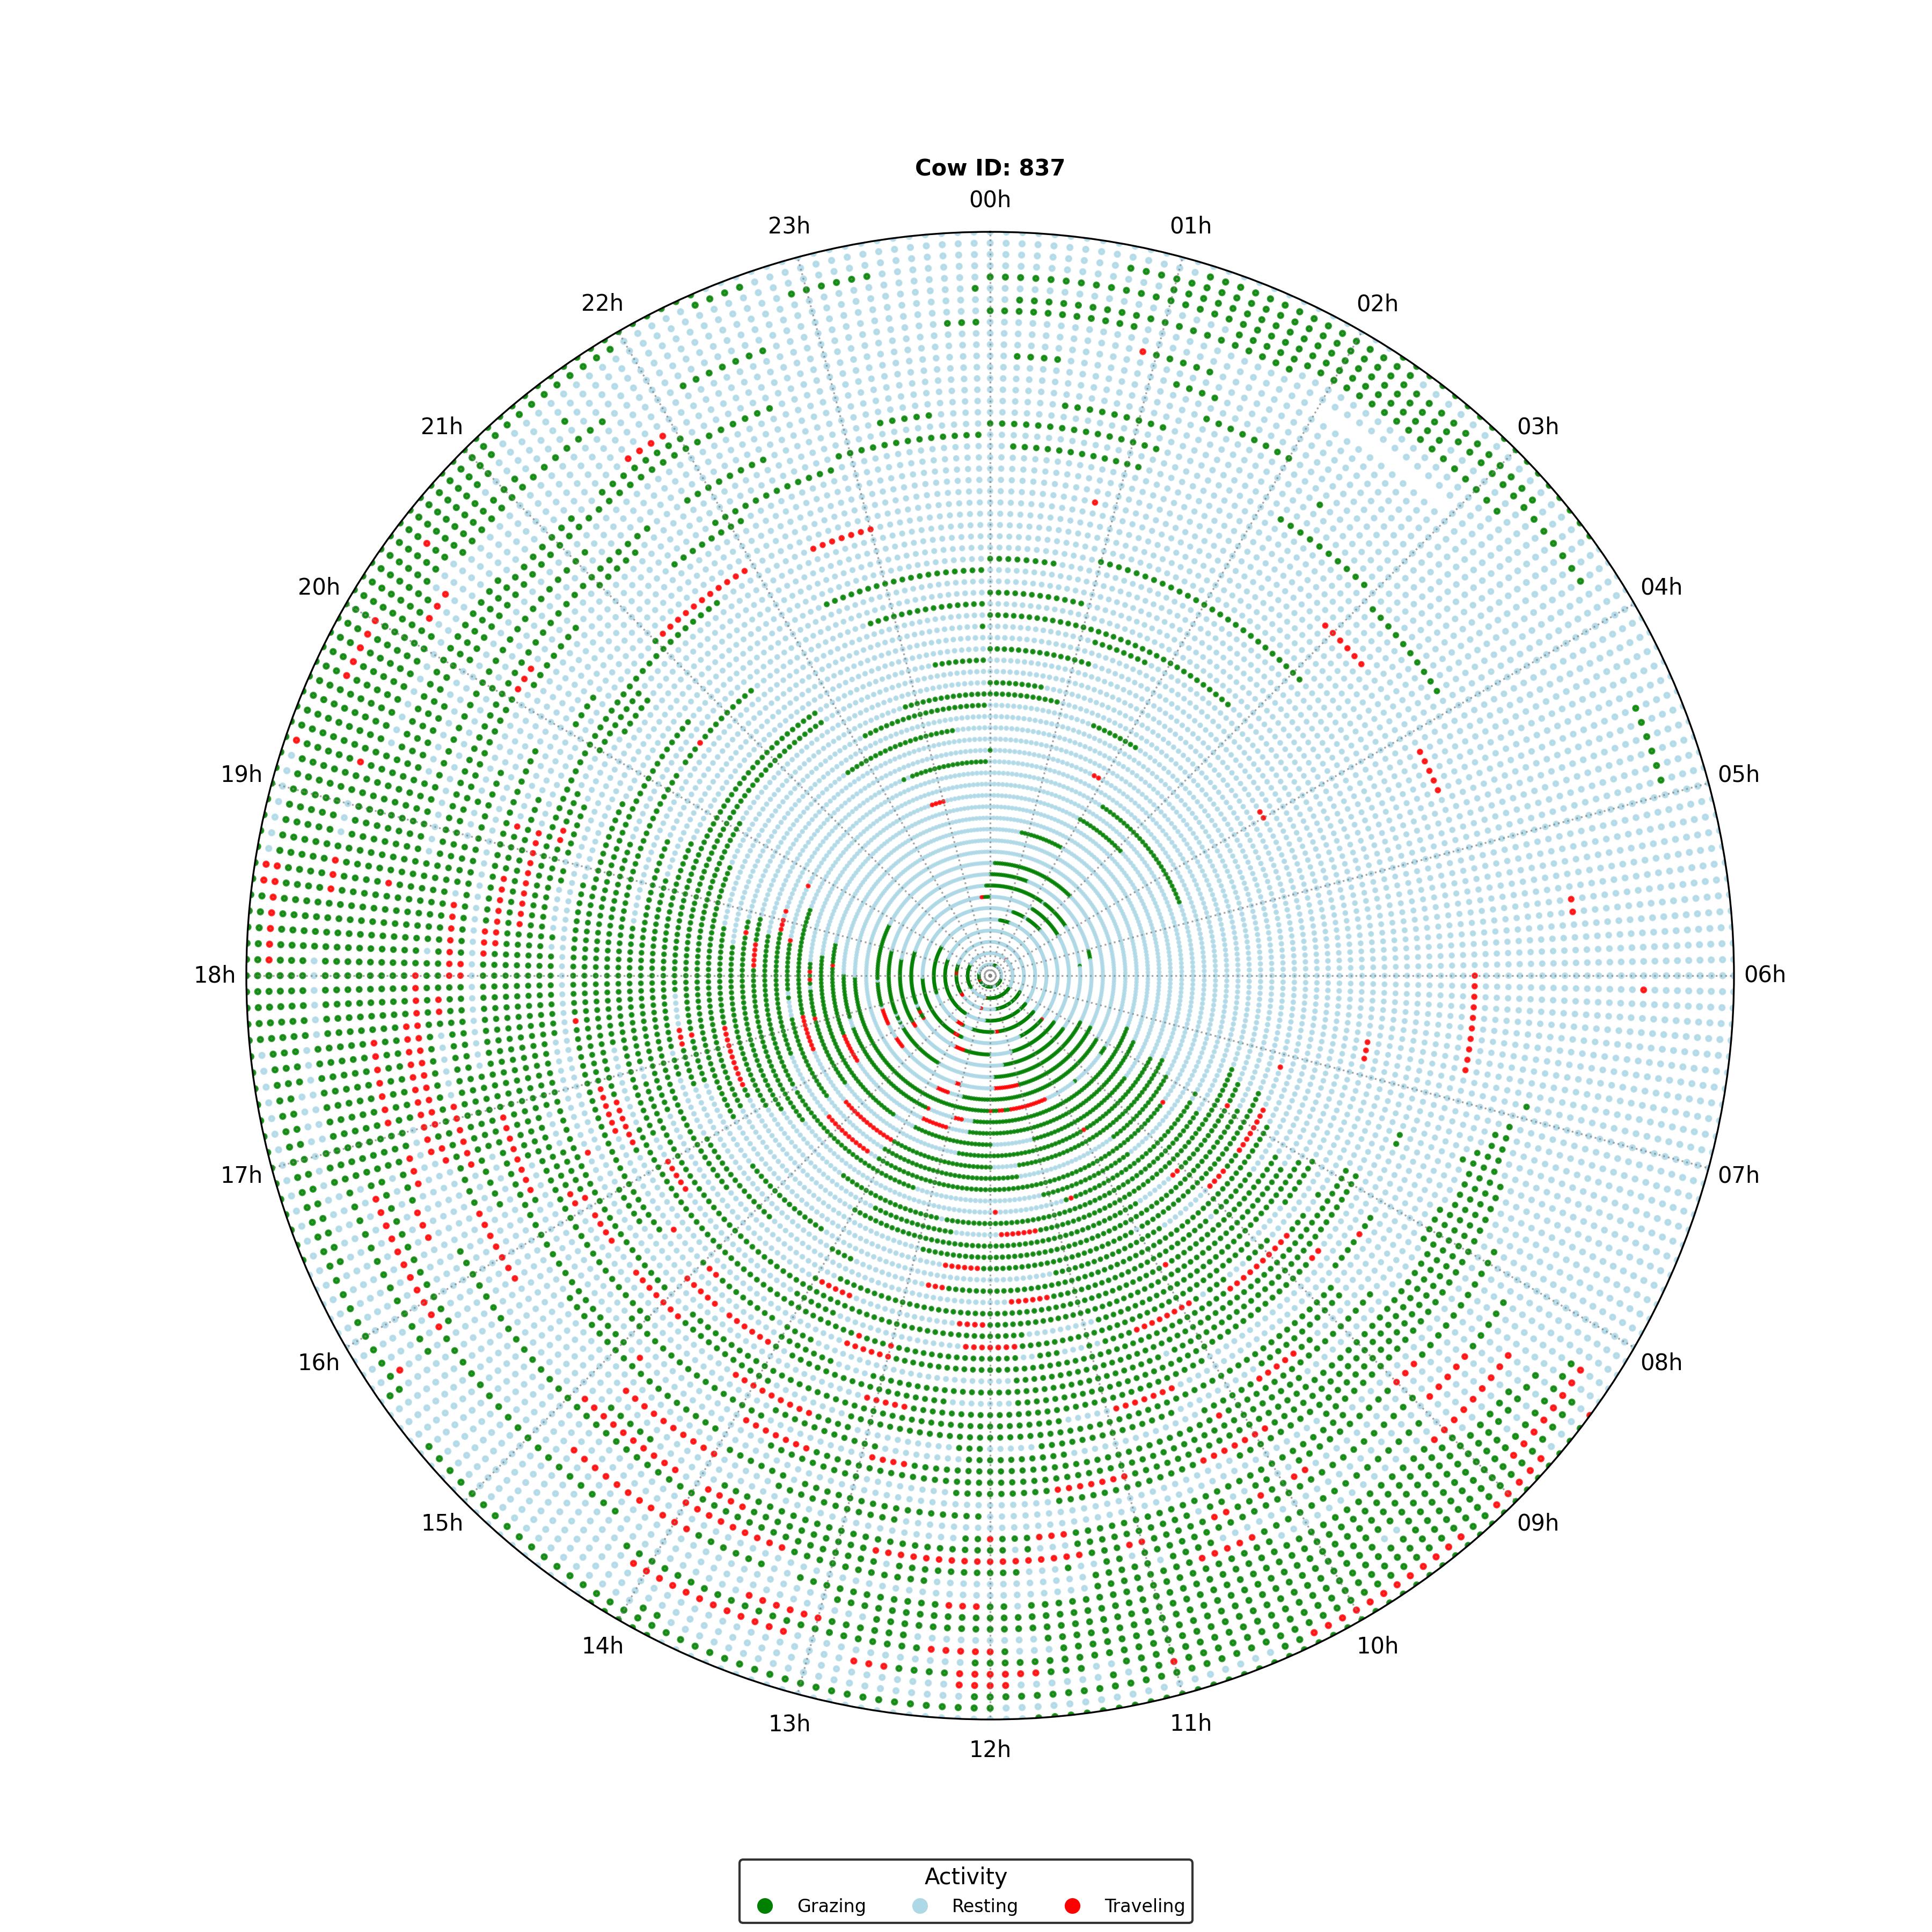 Cow ID: 837
00h
01h
02h
03h
04h
05h
06h
07h
08h
09h
10h
11h
12h
13h
14h
15h
16h
17h
18h
19h
20h
21h
22h
23h
Activity
Grazing Resting Traveling